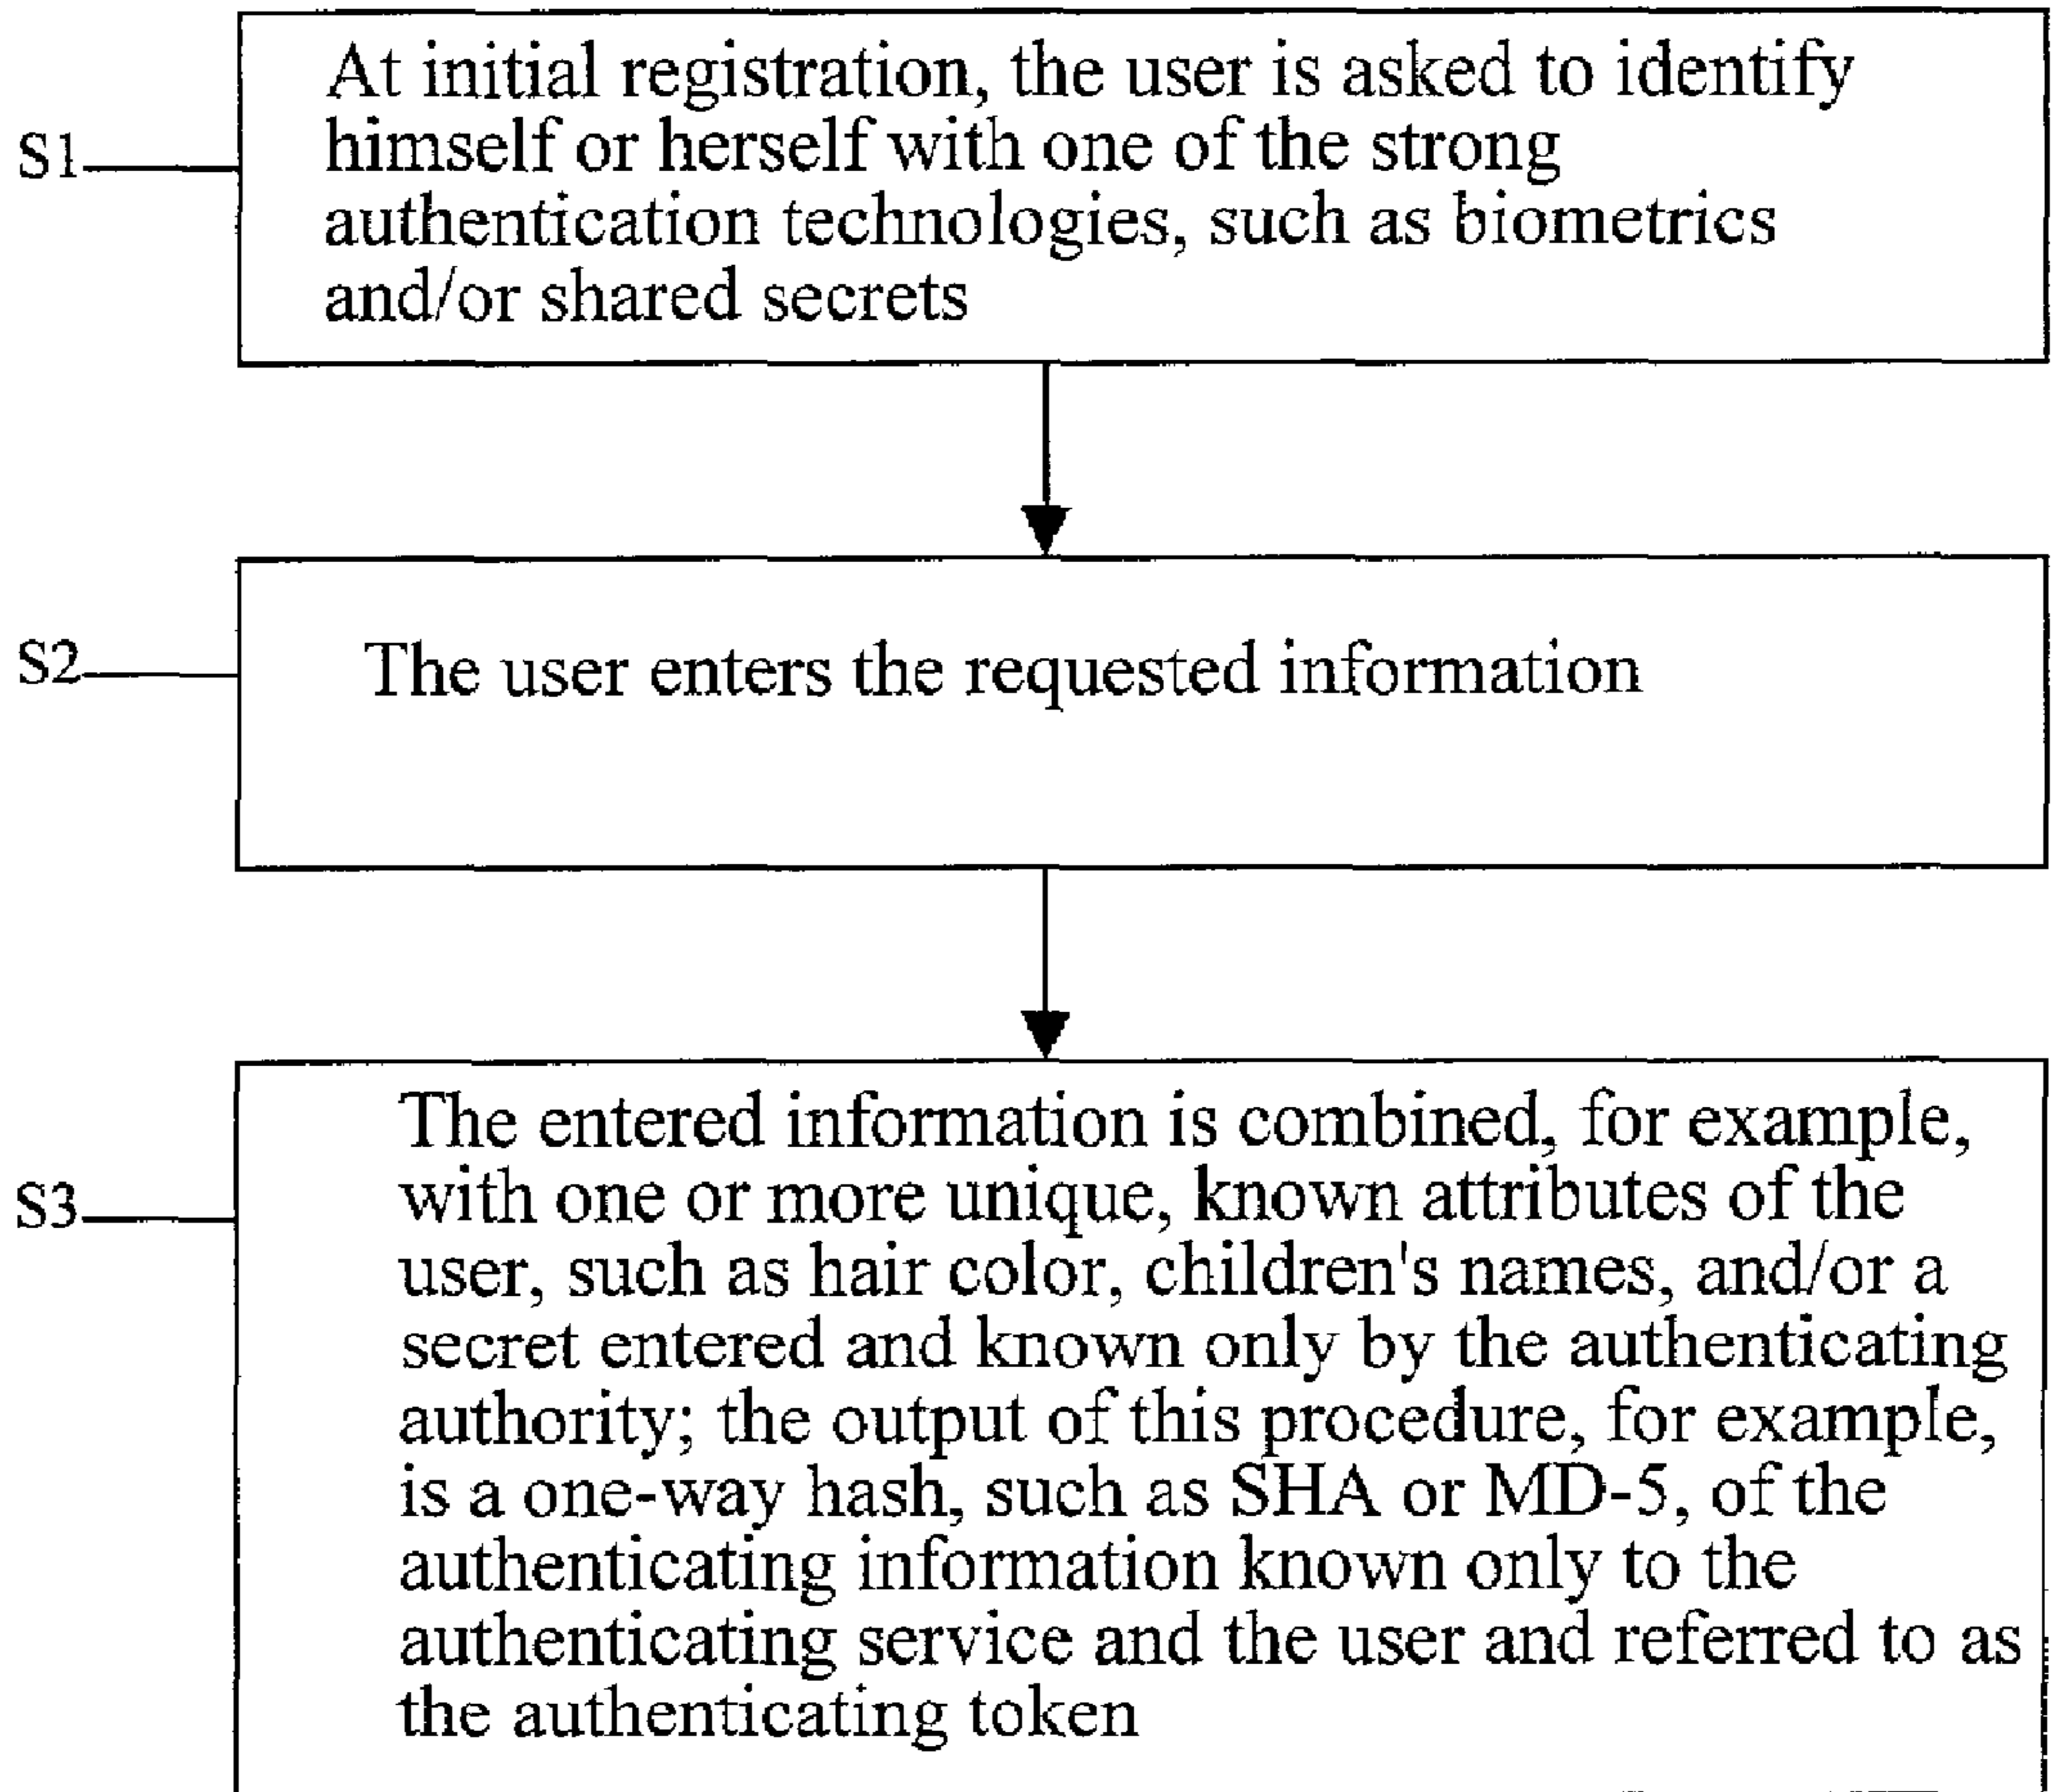 At initial registration, the user is asked to identify
himself or herself with one of the strong
S1
authentication technologies, such as biometrics
and/or shared secrets
S2
The user enters the requested information
The entered information is combined, for example,
with one or more unique, known attributes of the
S3
user, such as hair color, children's names, and/or a
secret entered and known only by the authenticating
authority; the output of this procedure, for example,
is a one-way hash, such as SHA or MD-5, of the
authenticating information known only to the
authenticating service and the user and referred to as
the authenticating token